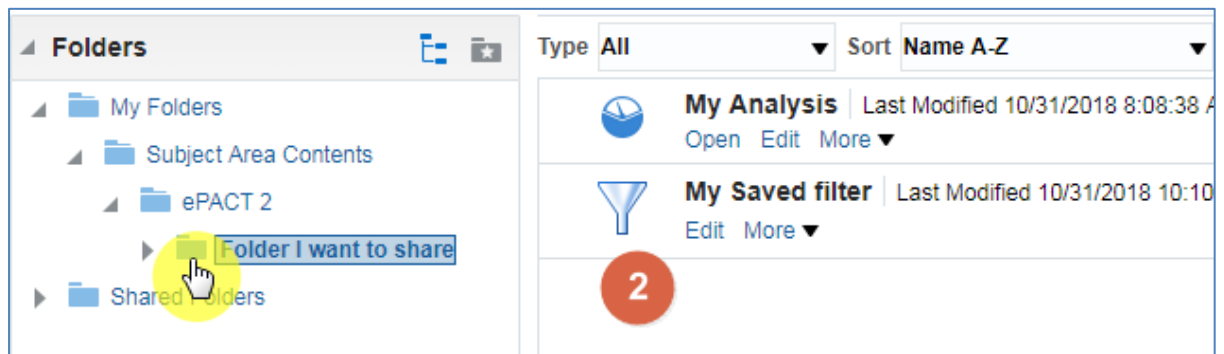 Folders
My Folders
Subject Area Contents
ePACT 2
Folder I want to share
Shared Folders
Type All Sort Name A-Z
My Analysis Last Modified 10/31/2018 8:08:38
Open Edit More
My Saved filter Last Modified 10/31/2018 10:10
Edit More
2